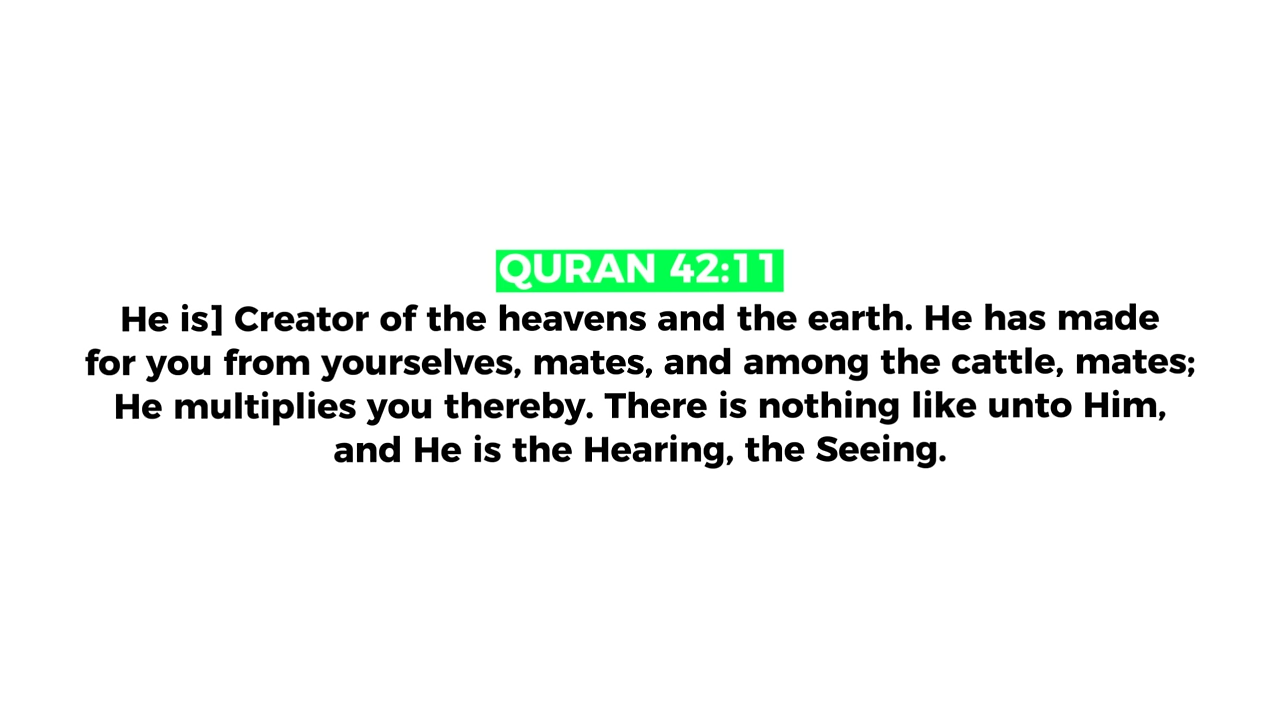 QURAN 42:11
He is] Creator of the heavens and the earth. He has made
for you from yourselves, mates, and among the cattle, mates;
He multiplies you thereby. There is nothing like unto Him,
and He is the Hearing, the Seeing.